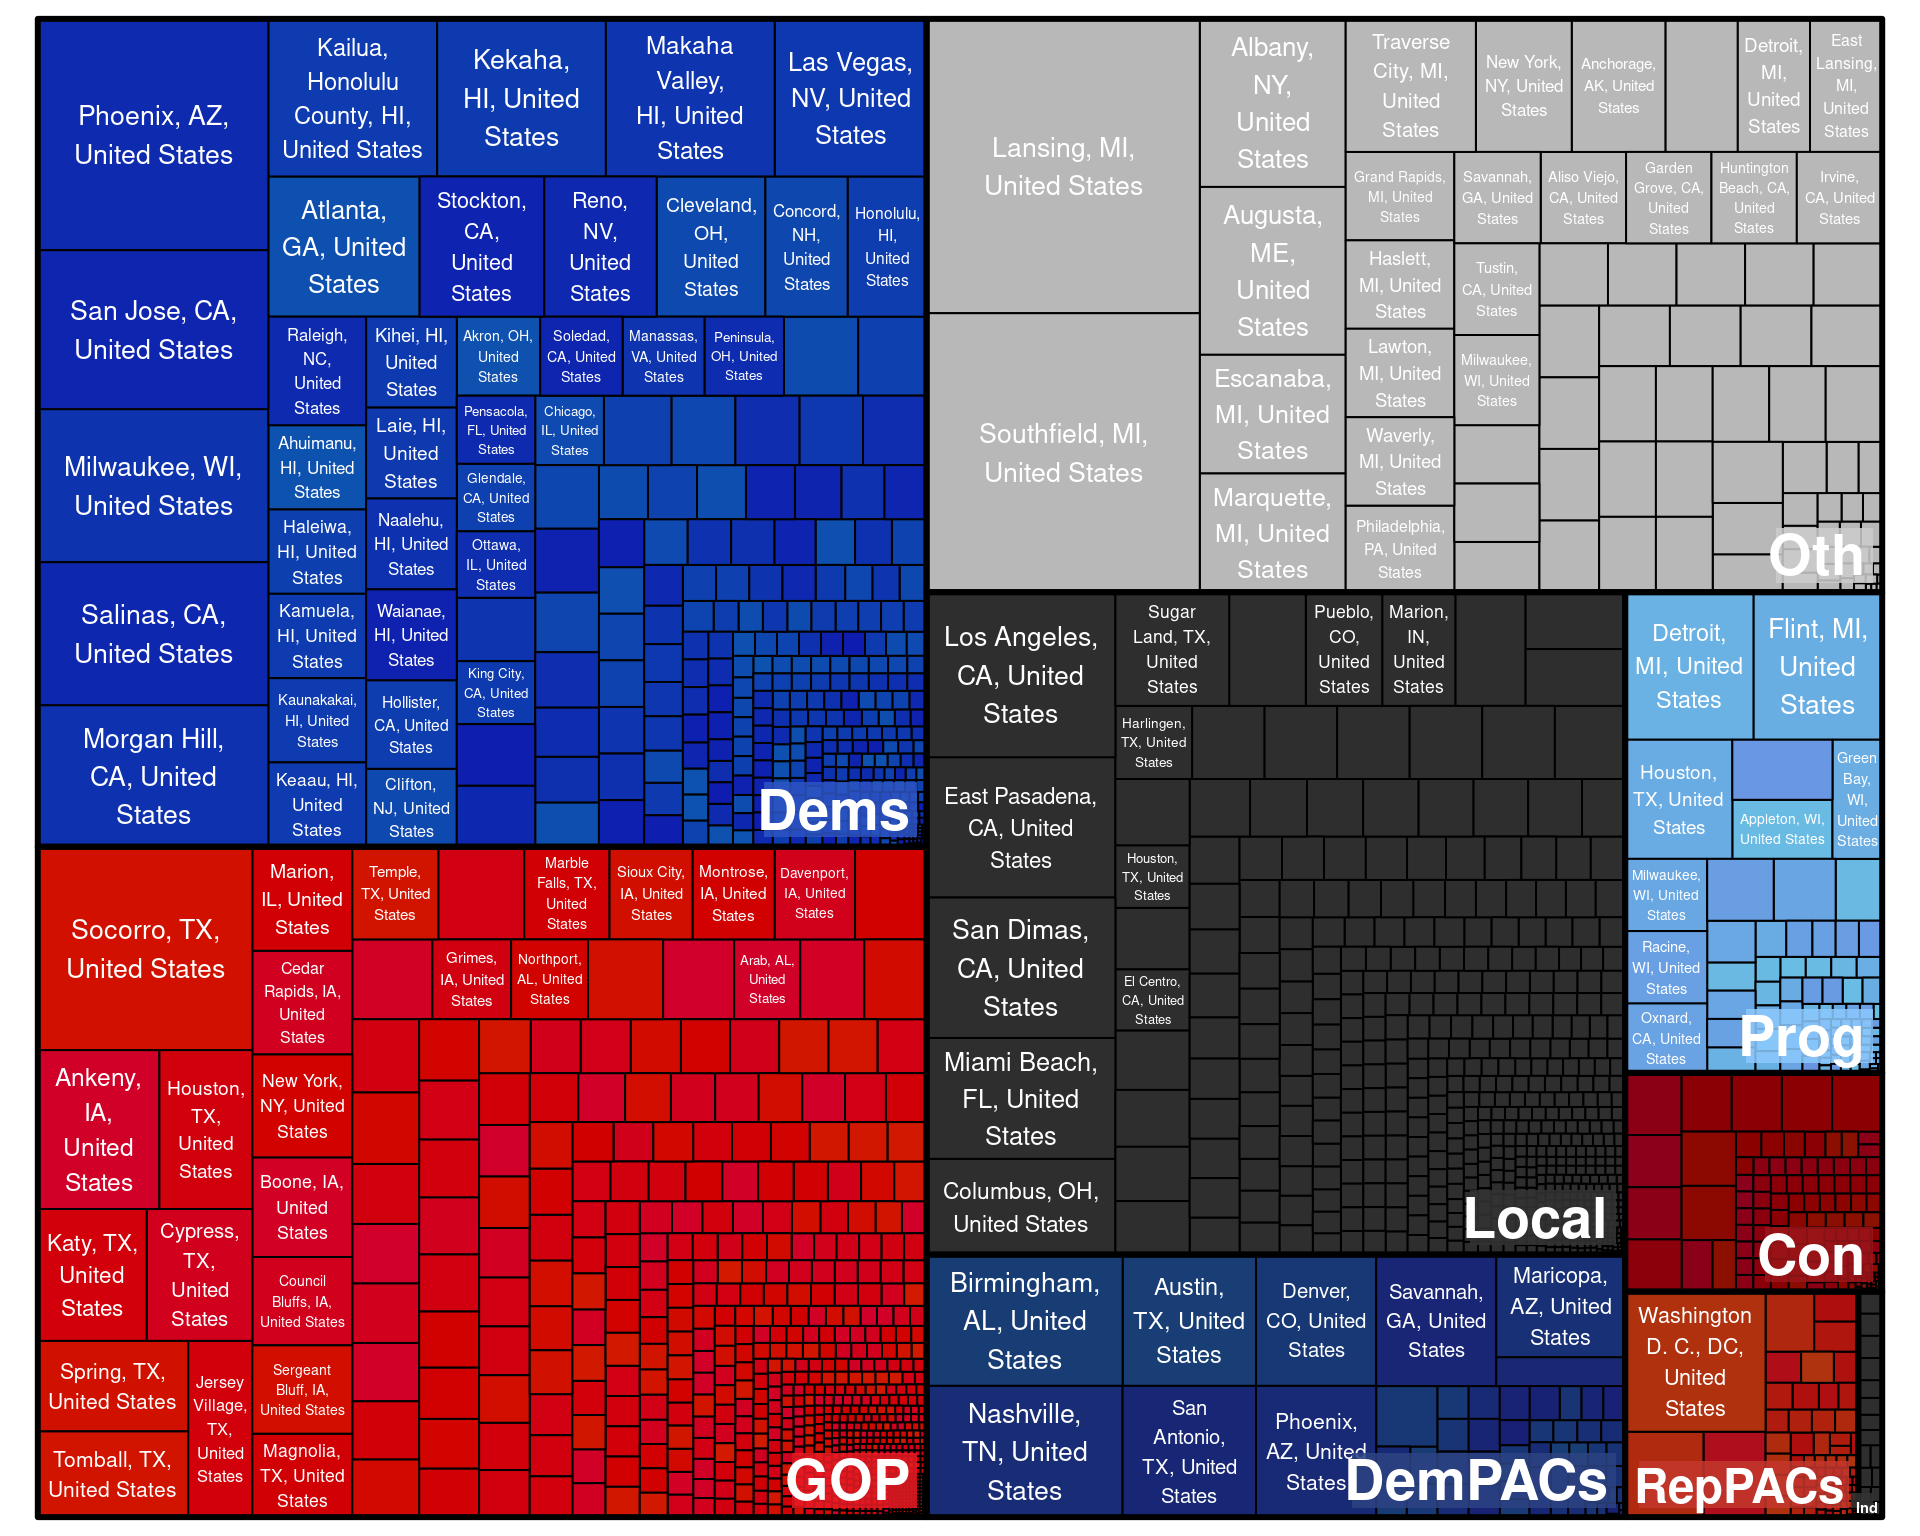 Phoenix, AZ,
United States
San Jose, CA,
United States
Milwaukee, WI,
United States
Salinas, CA,
United States
Morgan Hill,
CA, United
States
Kailua,
Honolulu
County, HI,
United States
Kekaha,
HI, United
States
Makaha
Valley,
HI, United
States
Las Vegas,
NV, United
States
Atlanta,
GA, United
States
Stockton,
CA,
United
States
Reno,
NV,
United
States
Cleveland,
OH,
United
States
Concord,
NH,
United
States
Honolulu,
HI,
United
States
Raleigh,
NC,
United
States
Ahuimanu,
HI, United
States
Haleiwa,
HI, United
States
Kamuela,
HI, United
States
Kaunakakai,
HI, United
States
Keaau, HI,
United
States
Kihei, HI,
United
States
Laie, HI,
United
States
Naalehu,
HI, United
States
Waianae,
HI, United
States
Hollister,
CA, United
States
Clifton,
NJ, United
States
Akron, OH,
United
States
Soledad,
CA, United
States
Manassas,
VA, United
States
Peninsula,
OH, United
States
Pensacola,
FL, United
States
Chicago,
IL, United
States
Glendale,
CA, United
States
Ottawa,
IL, United
States
King City,
CA, United
States
Dems
Socorro, TX,
United States
Ankeny,
IA,
United
States
Houston,
TX,
United
States
Katy, TX,
United
States
Cypress,
TX,
United
States
Spring, TX,
United States
Tomball, TX,
United States
Jersey
Village,
TX,
United
States
Marion,
IL, United
States
Cedar
Rapids, IA,
United
States
New York,
NY, United
States
Boone, IA,
United
States
Council
Bluffs, IA,
United States
Sergeant
Bluff, IA,
United States
Magnolia,
TX, United
States
Temple,
TX, United
States
Marble
Falls, TX,
United
States
Sioux City,
IA, United
States
Montrose,
IA, United
States
Davenport,
IA, United
States
Grimes,
IA, United
States
Northport,
AL, United
States
Arab, AL,
United
States
GOP
Lansing, MI,
United States
Southfield, MI,
United States
Albany,
NY,
United
States
Augusta,
ME,
United
States
Escanaba,
MI, United
States
Marquette,
MI, United
States
Traverse
City, MI,
United
States
New York,
NY, United
States
Anchorage,
AK, United
States
Detroit,
MI,
United
States
East
Lansing,
MI,
United
States
Grand Rapids,
MI, United
States
Savannah,
GA, United
States
Aliso Viejo,
CA, United
States
Garden
Grove, CA,
United
States
Huntington
Beach, CA,
United
States
Irvine,
CA, United
States
Haslett,
MI, United
States
Tustin,
CA, United
States
Lawton,
MI, United
States
Milwaukee,
WI, United
States
Waverly,
MI, United
States
Philadelphia,
PA, United
States
Oth
Los Angeles,
CA, United
States
East Pasadena,
CA, United
States
San Dimas,
CA, United
States
Miami Beach,
FL, United
States
Columbus, OH,
United States
Sugar
Land, TX,
United
States
Pueblo,
CO,
United
States
Marion,
IN,
United
States
Harlingen,
TX, United
States
Houston,
TX, United
States
El Centro,
CA, United
States
Local
Detroit,
MI, United
States
Flint, MI,
United
States
Houston,
TX, United
States
Appleton, WI,
United States
Green
Bay,
WI,
United
States
Milwaukee,
WI, United
States
Racine,
WI, United
States
Oxnard,
CA, United
States
Prog
Con
Birmingham,
AL, United
States
Nashville,
TN, United
States
Austin,
TX, United
States
San
Antonio,
TX, United
States
Denver,
CO, United
States
Phoenix,
AZ, United
States
Savannah,
GA, United
States
Maricopa,
AZ, United
States
DemPACs
Washington
D. C., DC,
United
States
RepPACs
Ind